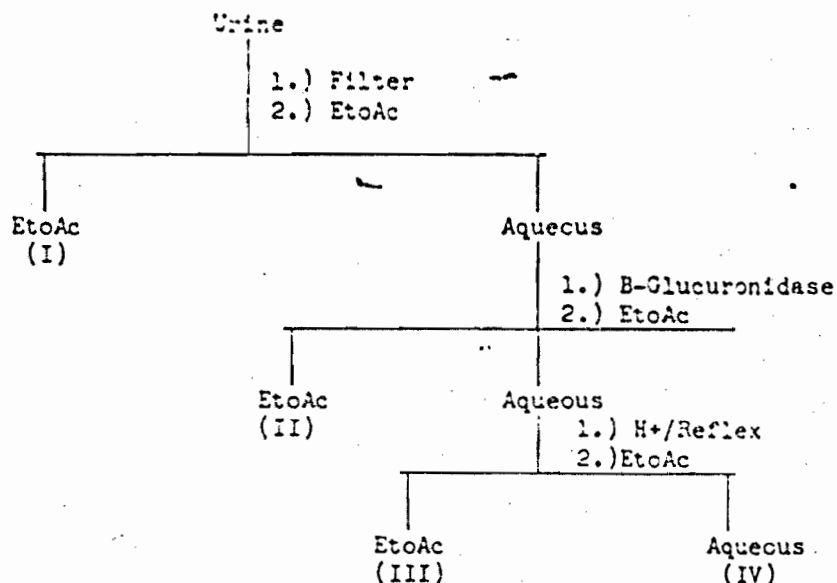 Urine
1.) Filter
2.) EtoAc
EtoAc
(I)
Aquecus
1.) B-Glucuronidase
2.) EtoAc
EtoAc
(II)
Aqueous
1.) H+/Reflex
2.)EtoAc
EtoAc
(III)
Aquecus
(IV)